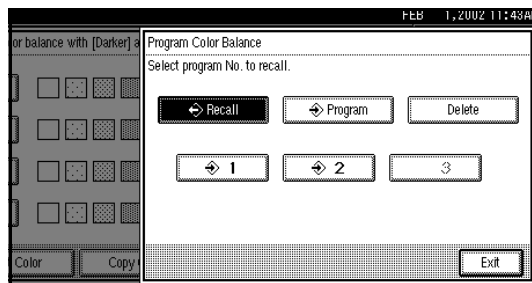 FEB 1,2002 11:43A
or balance with [Darker] a
Program Color Balance
Select program No. to recall.
Recall
Program
Delete
1
2
3
Color
Copy
Exit